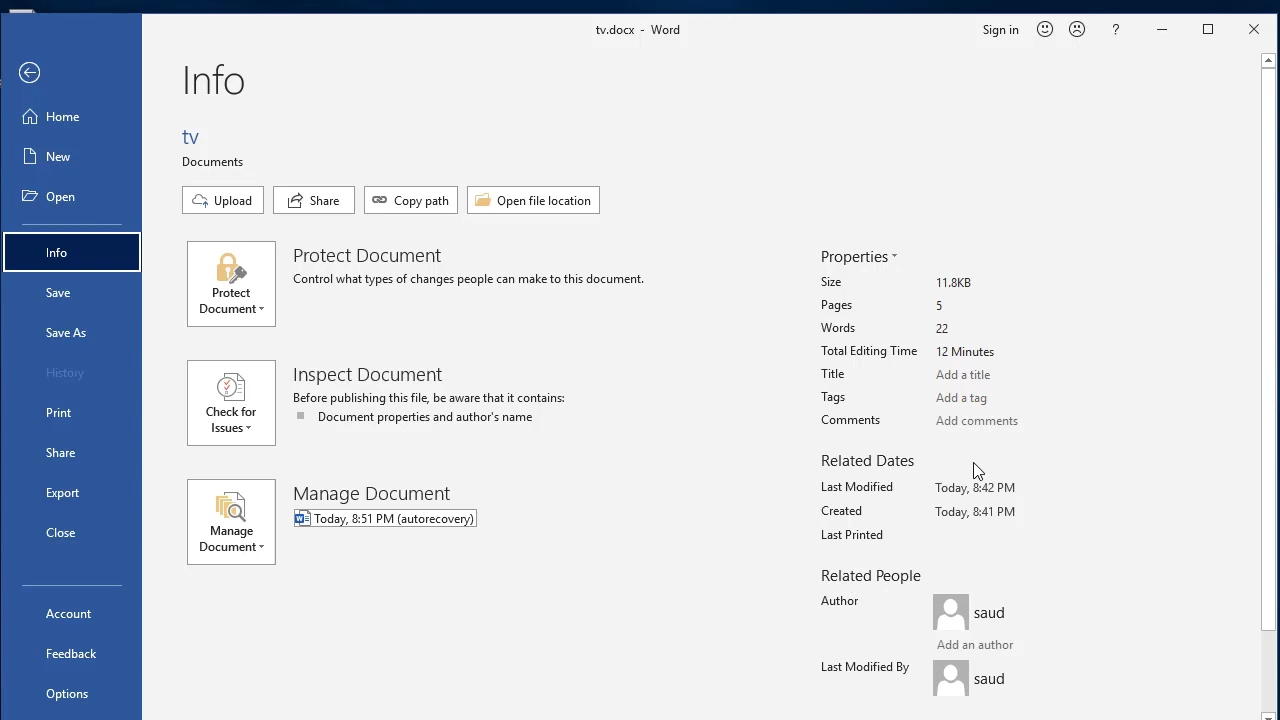 tv.docx - Word
Sign in
?
Info
Home
New
Open
Info
Save
Save As
History
Print
Share
Export
Close
Account
Feedback
Options
tv
Documents
Upload
Share
Copy path
Open file location
Protect Document
Protect Document
Control what types of changes people can make to this document.
Check for Issues
Inspect Document
Before publishing this file, be aware that it contains:
Document properties and author's name
Manage Document
Manage Document
Today, 8:51 PM (autorecovery)
Properties
Size 11.8KB
Pages 5
Words 22
Total Editing Time 12 Minutes
Title Add a title
Tags Add a tag
Comments Add comments
Related Dates
Last Modified Today, 8:42 PM
Created Today, 8:41 PM
Last Printed
Related People
Author saud
Add an author
Last Modified By saud